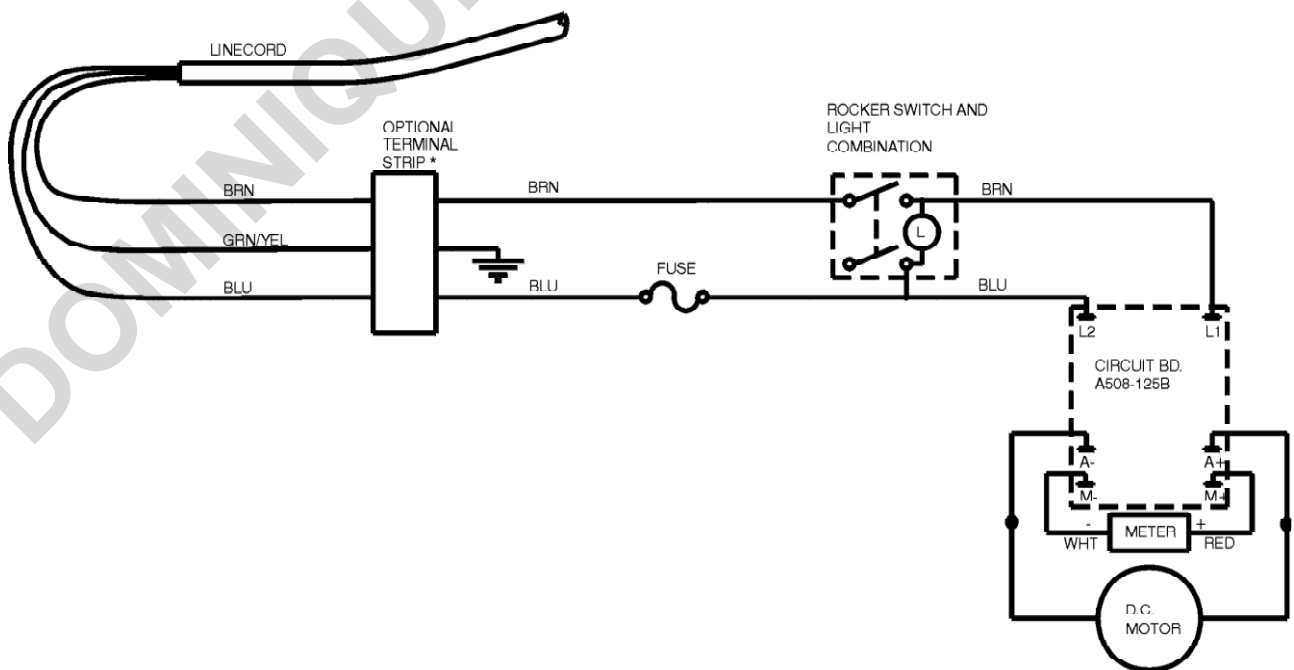 DOMINIQU
LINECORD
OPTIONAL
TERMINAL
STRIP *
ROCKER SWITCH AND
LIGHT
COMBINATION
BRN
BRN
BRN
L
GRN/YEL
FUSE
BLU
BLU
BLU
L2
L1
CIRCUIT BD.
A508-125B
A-
A+
M-
M+
-
+
METER
WHT
RED
D.C.
MOTOR